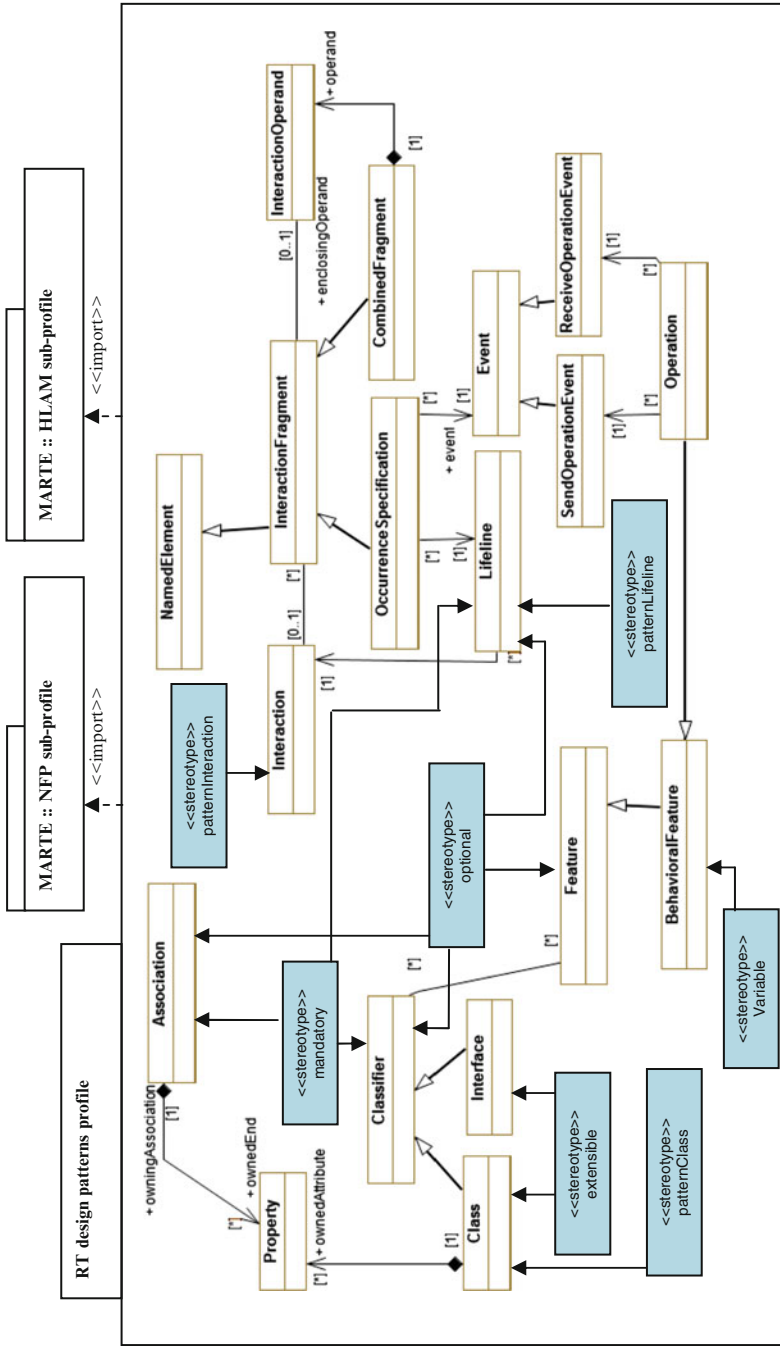 RT design patterns profile
MARTE :: NFP sub-profile
MARTE :: HLAM sub-profile
<<import>>
<<import>>
+ owningAssociation
[1]
Association
<<stereotype>>
patternInteraction
NamedElement
+ ownedEnd
[*]
Property
[*]
+ ownedAttribute
<<stereotype>>
mandatory
Interaction
[0..1]
[*]
InteractionFragment
[0..1]
+ enclosingOperand
InteractionOperand
+ operand
[1]
[1]
CombinedFragment
OccurrenceSpecification
[*]
[1]
[*]
+ event
[1]
Classifier
[*]
<<stereotype>>
optional
[*]
Lifeline
Event
[1]
Class
Interface
[*]
Feature
<<stereotype>>
patternLifeline
SendOperationEvent
[1]
[*]
ReceiveOperationEvent
[1]
[*]
Operation
<<stereotype>>
extensible
<<stereotype>>
patternClass
BehavioralFeature
<<stereotype>>
Variable